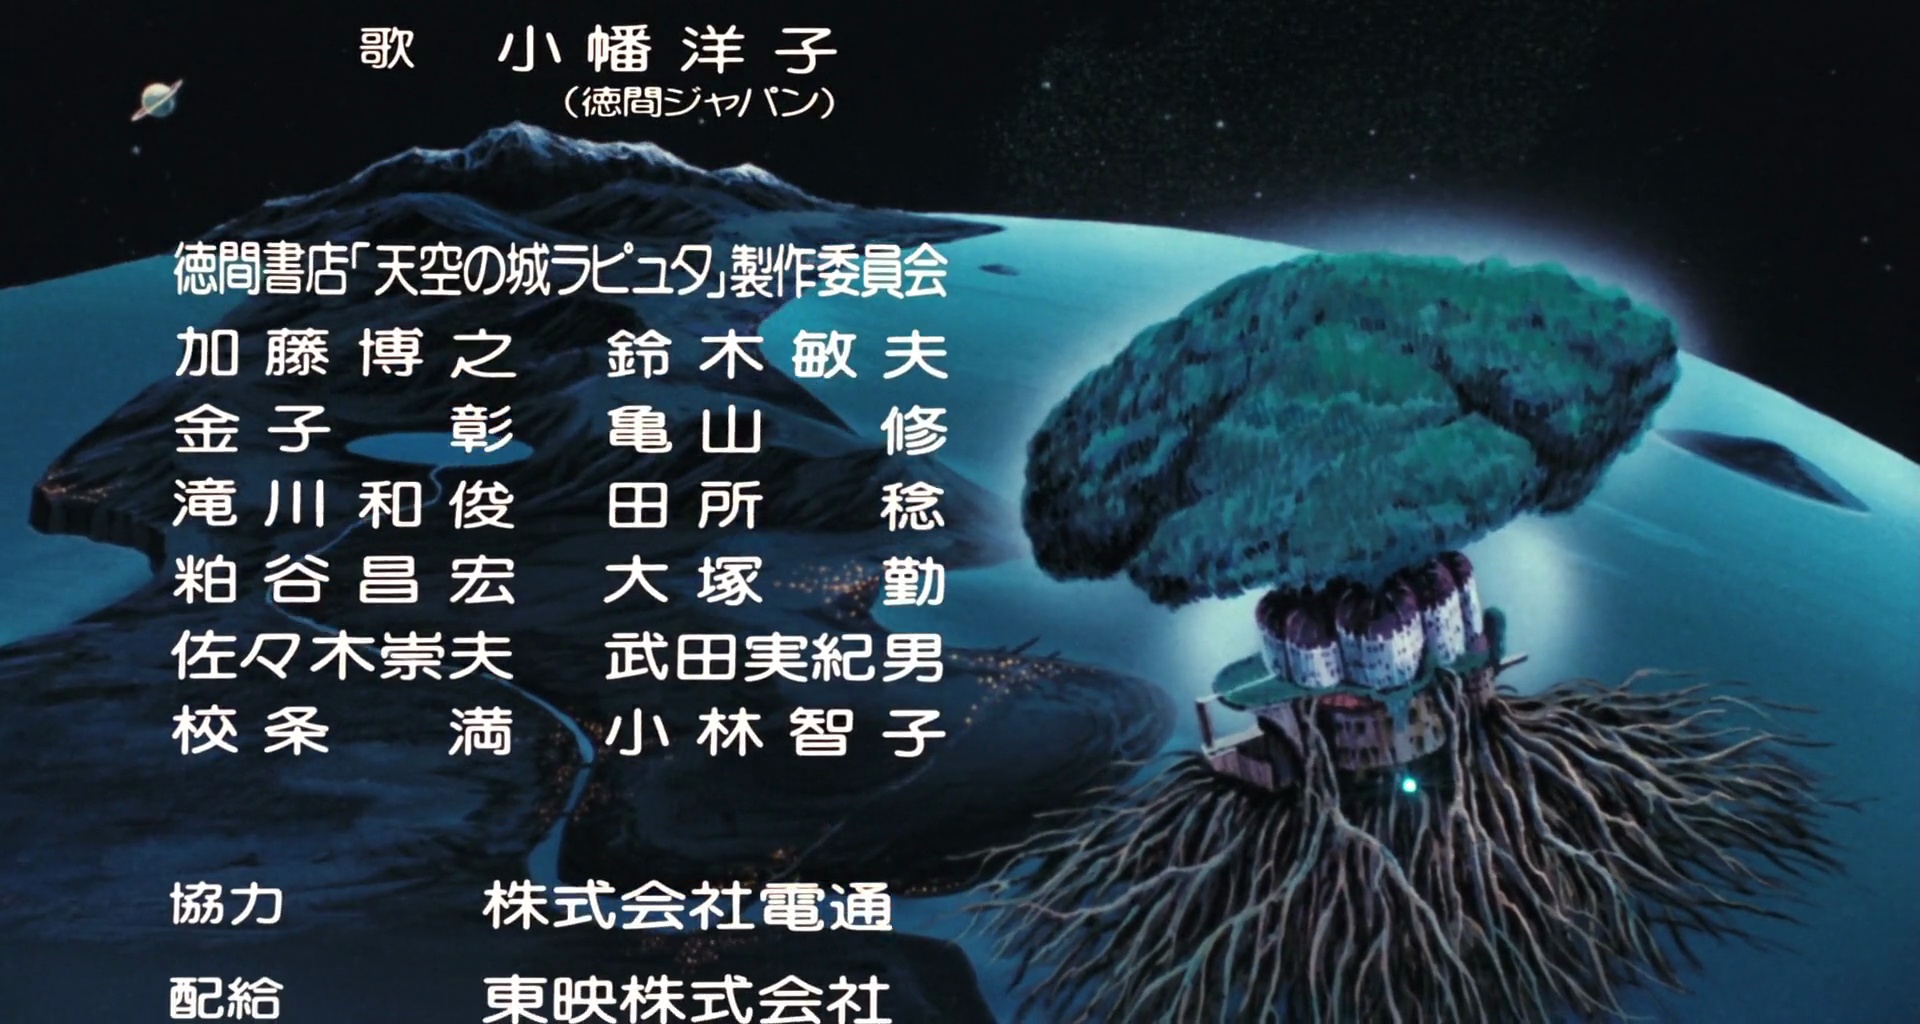 歌 小幡洋子
(徳間ジャパン)
徳間書店「天空の城ラピュタ」製作委員会
加藤博之 鈴木敏夫
金子彰 亀山修
滝川和俊 田所稔
粕谷昌宏 大塚勤
佐々木崇夫 武田実紀男
校条満 小林智子
協力 株式会社電通
配給 東映株式会社